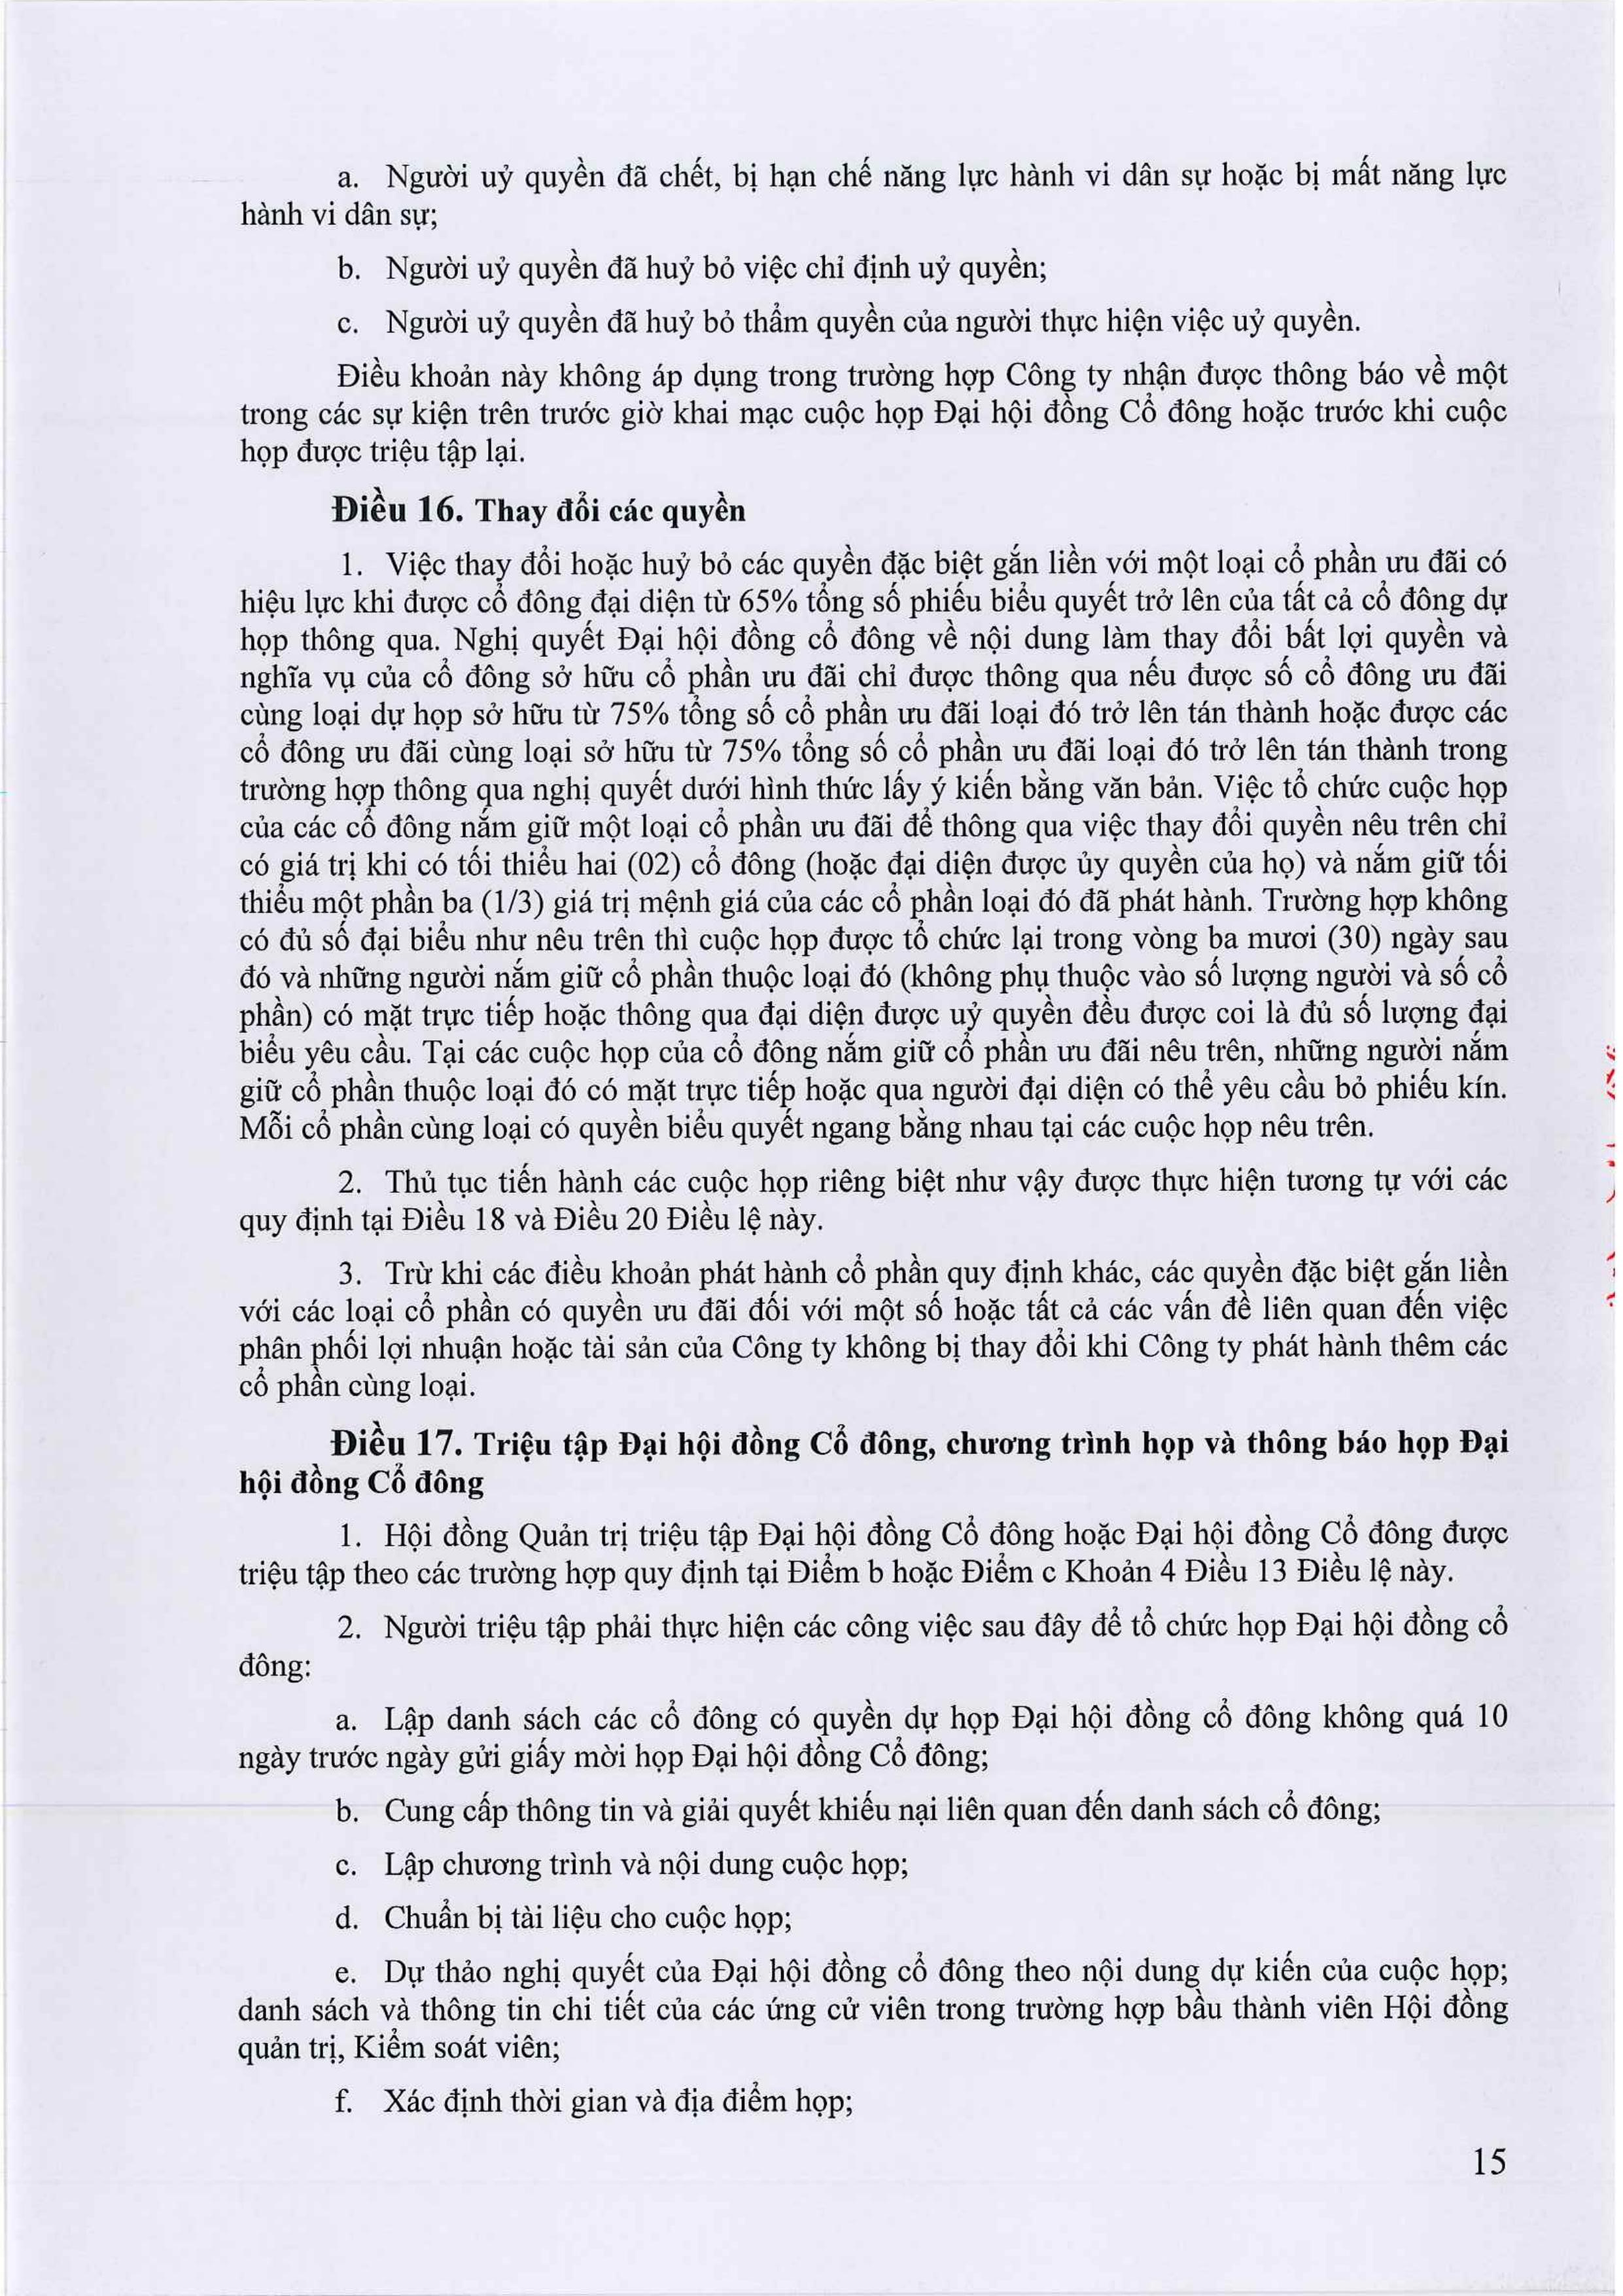 a. Người uỷ quyền đã chết, bị hạn chế năng lực hành vi dân sự hoặc bị mất năng lực
hành vi dân sự;
b. Người uỷ quyền đã huỷ bỏ việc chỉ định uỷ quyền;
c. Người uỷ quyền đã huỷ bỏ thẩm quyền của người thực hiện việc uỷ quyền.
Điều khoản này không áp dụng trong trường hợp Công ty nhận được thông báo về một
trong các sự kiện trên trước giờ khai mạc cuộc họp Đại hội đồng Cổ đông hoặc trước khi cuộc
họp được triệu tập lại.
Điều 16. Thay đổi các quyền
1. Việc thay đổi hoặc huỷ bỏ các quyền đặc biệt gắn liền với một loại cổ phần ưu đãi có
hiệu lực khi được cổ đông đại diện từ 65% tổng số phiếu biểu quyết trở lên của tất cả cổ đông dự
họp thông qua. Nghị quyết Đại hội đồng cổ đông về nội dung làm thay đổi bất lợi quyền và
nghĩa vụ của cổ đông sở hữu cổ phần ưu đãi chỉ được thông qua nếu được số cổ đông ưu đãi
cùng loại dự họp sở hữu từ 75% tổng số cổ phần ưu đãi loại đó trở lên tán thành hoặc được các
cổ đông ưu đãi cùng loại sở hữu từ 75% tổng số cổ phần ưu đãi loại đó trở lên tán thành trong
trường hợp thông qua nghị quyết dưới hình thức lấy ý kiến bằng văn bản. Việc tổ chức cuộc họp
của các cổ đông nắm giữ một loại cổ phần ưu đãi để thông qua việc thay đổi quyền nêu trên chỉ
có giá trị khi có tối thiểu hai (02) cổ đông (hoặc đại diện được ủy quyền của họ) và nắm giữ tối
thiểu một phần ba (1/3) giá trị mệnh giá của các cổ phần loại đó đã phát hành. Trường hợp không
có đủ số đại biểu như nêu trên thì cuộc họp được tổ chức lại trong vòng ba mươi (30) ngày sau
đó và những người nắm giữ cổ phần thuộc loại đó (không phụ thuộc vào số lượng người và số cổ
phần) có mặt trực tiếp hoặc thông qua đại diện được uỷ quyền đều được coi là đủ số lượng đại
biểu yêu cầu. Tại các cuộc họp của cổ đông nắm giữ cổ phần ưu đãi nêu trên, những người nắm
giữ cổ phần thuộc loại đó có mặt trực tiếp hoặc qua người đại diện có thể yêu cầu bỏ phiếu kín.
Mỗi cổ phần cùng loại có quyền biểu quyết ngang bằng nhau tại các cuộc họp nêu trên.
2. Thủ tục tiến hành các cuộc họp riêng biệt như vậy được thực hiện tương tự với các
quy định tại Điều 18 và Điều 20 Điều lệ này.
3. Trừ khi các điều khoản phát hành cổ phần quy định khác, các quyền đặc biệt gắn liền
với các loại cổ phần có quyền ưu đãi đối với một số hoặc tất cả các vấn đề liên quan đến việc
phân phối lợi nhuận hoặc tài sản của Công ty không bị thay đổi khi Công ty phát hành thêm các
cổ phần cùng loại.
Điều 17. Triệu tập Đại hội đồng Cổ đông, chương trình họp và thông báo họp Đại
hội đồng Cổ đông
1. Hội đồng Quản trị triệu tập Đại hội đồng Cổ đông hoặc Đại hội đồng Cổ đông được
triệu tập theo các trường hợp quy định tại Điểm b hoặc Điểm c Khoản 4 Điều 13 Điều lệ này.
2. Người triệu tập phải thực hiện các công việc sau đây để tổ chức họp Đại hội đồng cổ
đông:
a. Lập danh sách các cổ đông có quyền dự họp Đại hội đồng cổ đông không quá 10
ngày trước ngày gửi giấy mời họp Đại hội đồng Cổ đông;
b. Cung cấp thông tin và giải quyết khiếu nại liên quan đến danh sách cổ đông;
c. Lập chương trình và nội dung cuộc họp;
d. Chuẩn bị tài liệu cho cuộc họp;
e. Dự thảo nghị quyết của Đại hội đồng cổ đông theo nội dung dự kiến của cuộc họp;
danh sách và thông tin chi tiết của các ứng cử viên trong trường hợp bầu thành viên Hội đồng
quản trị, Kiểm soát viên;
f. Xác định thời gian và địa điểm họp;
15